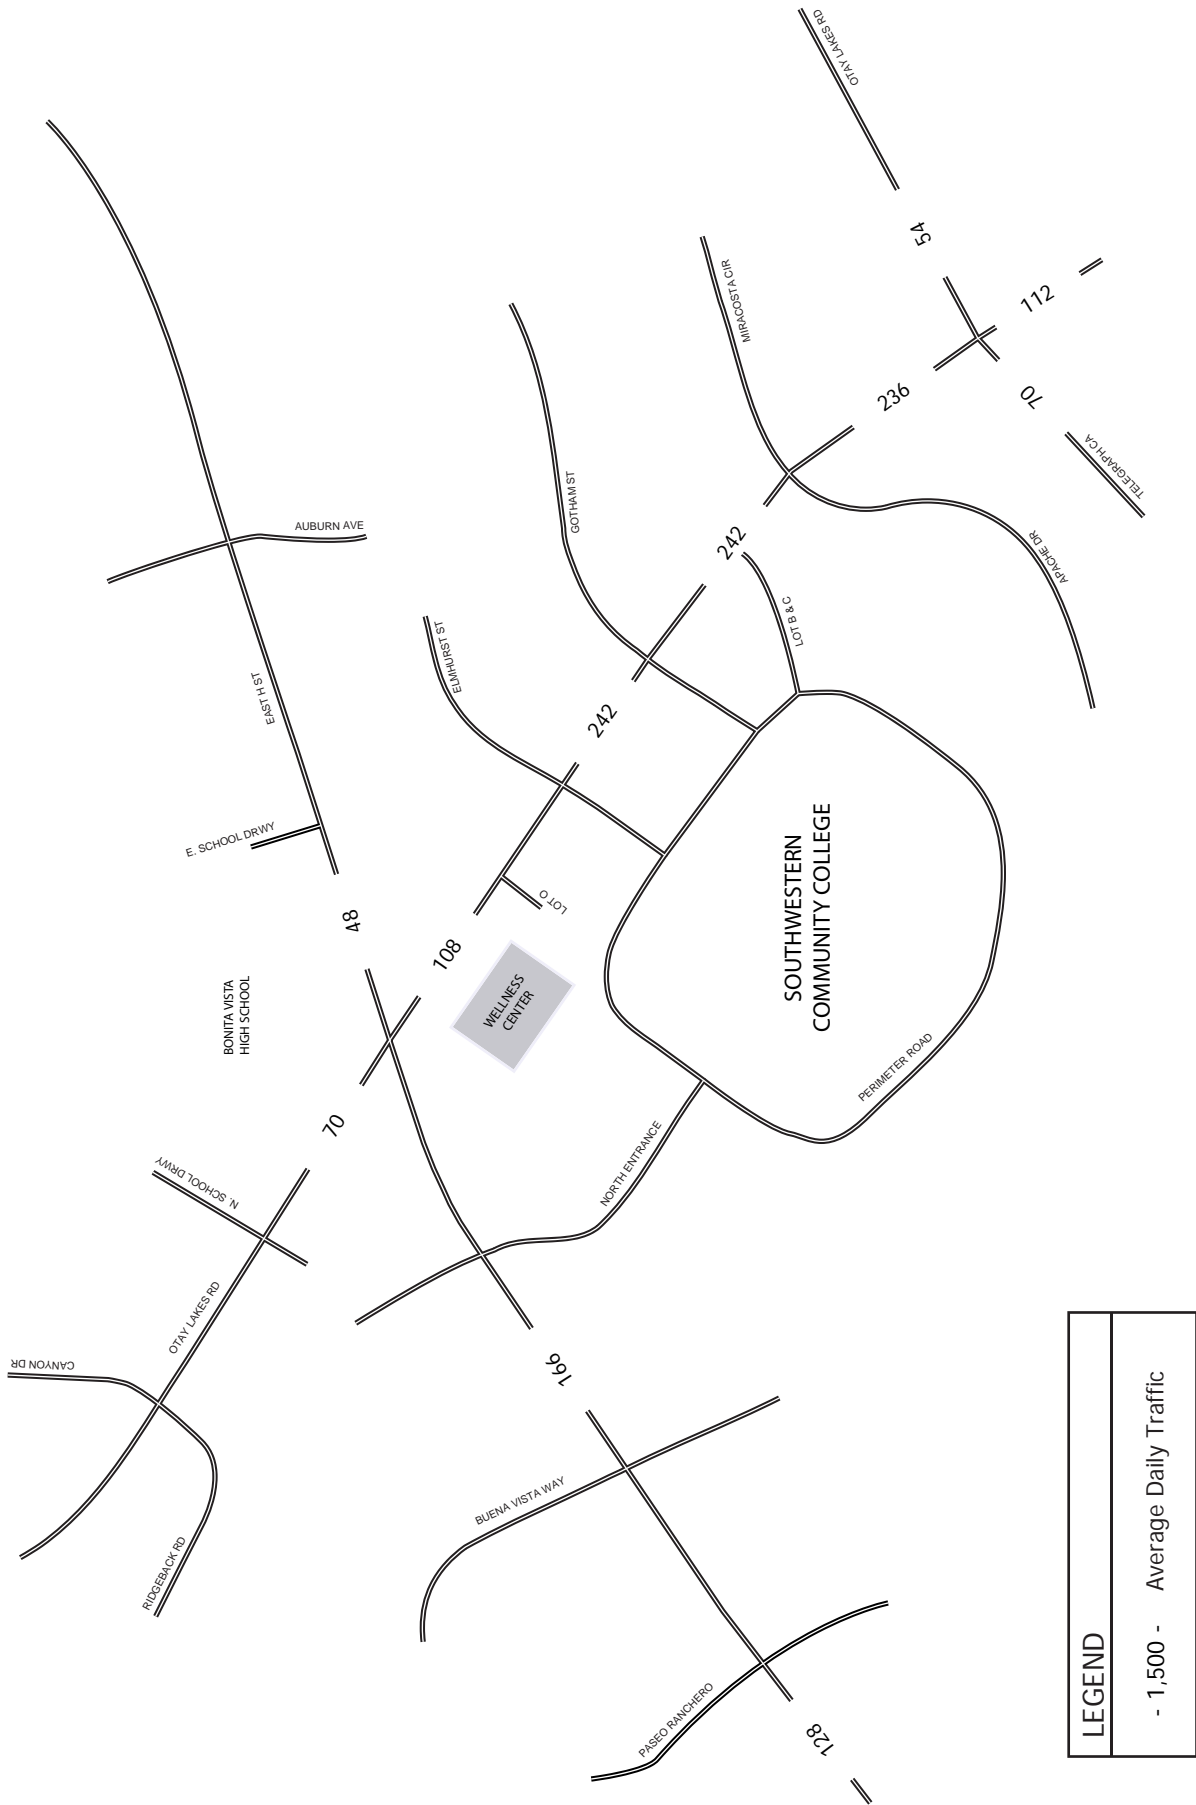 OTAY LAKES RD
54
MIRACOSTA CIR
112
236
70
TELEGRAPH CA
AUBURN AVE
GOTHAM ST
242
APACHE DR
LOT B & C
ELMHURST ST
EAST H ST
242
E. SCHOOL DRWY
LOT O
48
108
BONITA VISTA
HIGH SCHOOL
WELLNESS
CENTER
SOUTHWESTERN
COMMUNITY COLLEGE
PERIMETER ROAD
70
N. SCHOOL DRWY
NORTH ENTRANCE
OTAY LAKES RD
CANYON DR
166
RIDGEBACK RD
BUENA VISTA WAY
PASEO RANCHERO
128
LEGEND
- 1,500 - Average Daily Traffic